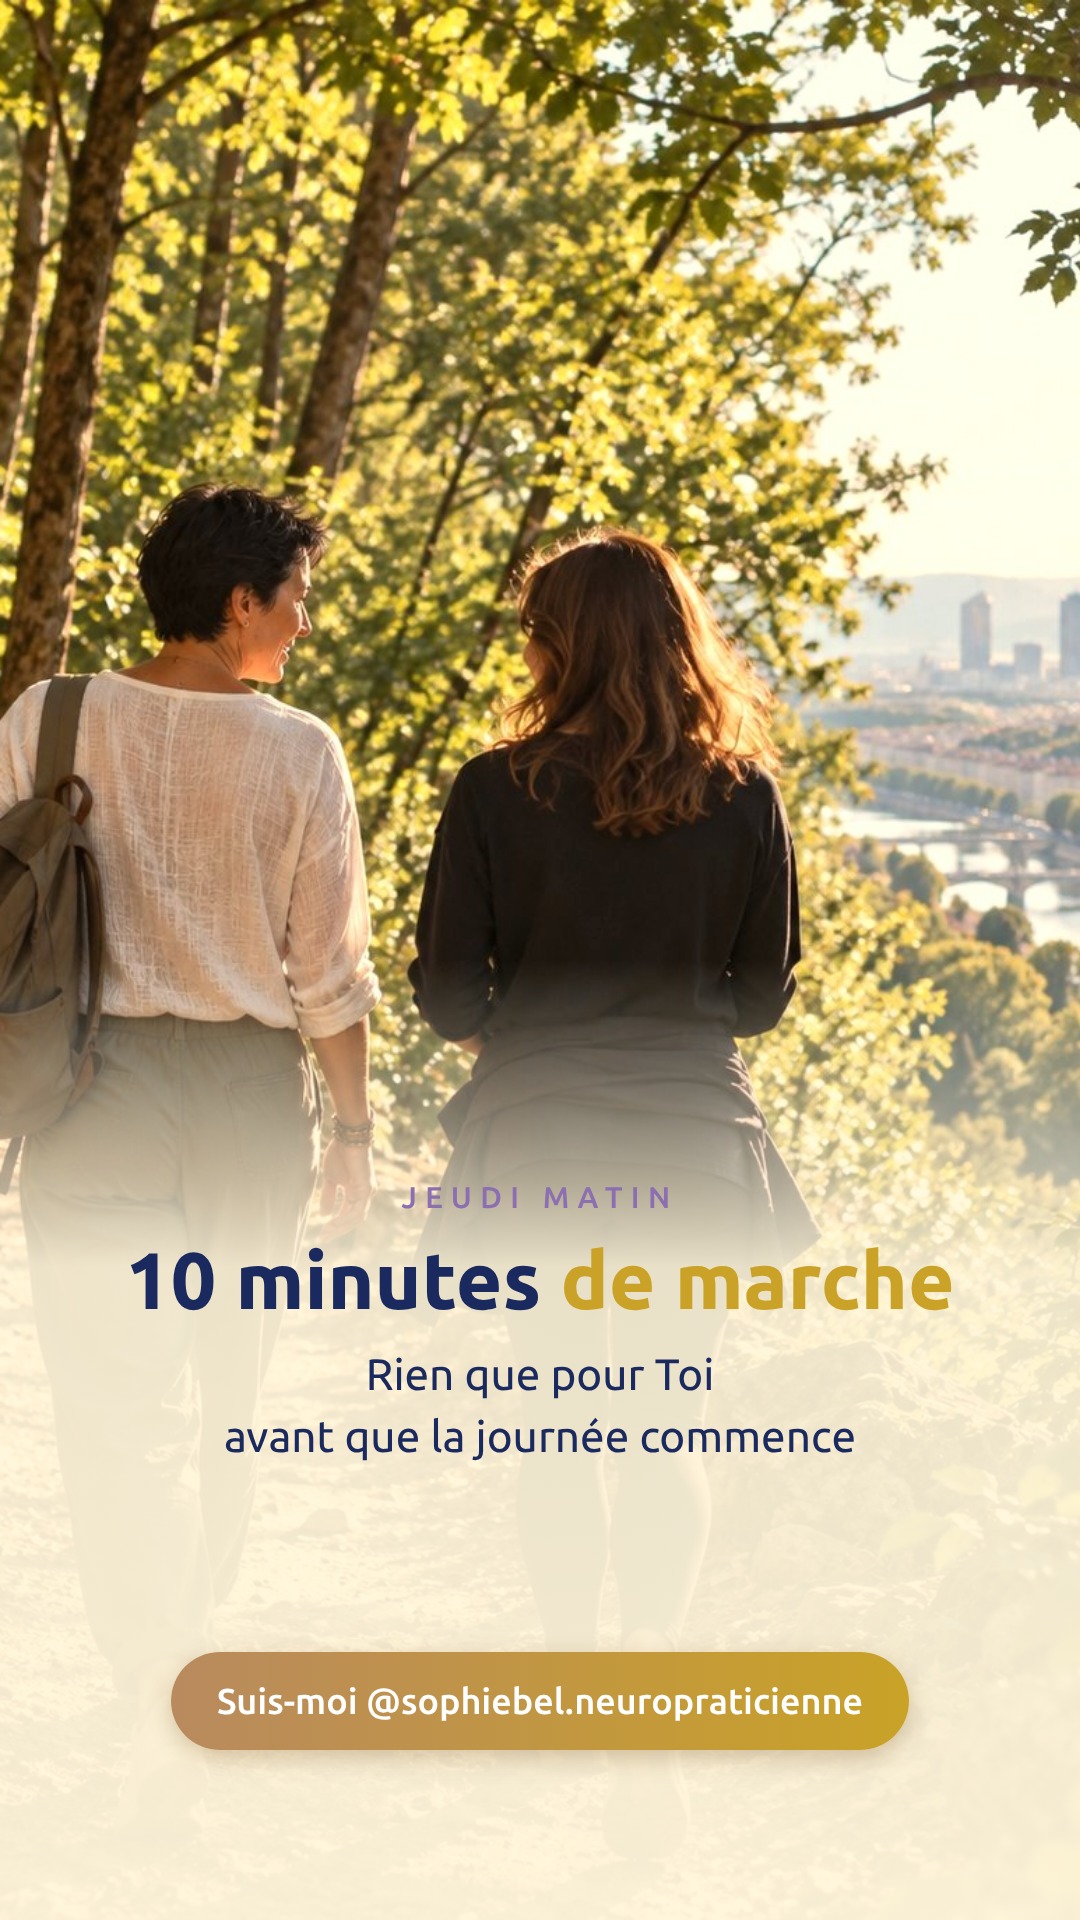 JEUDI MATIN
10 minutes de marche
Rien que pour Toi
avant que la journée commence
Suis-moi @sophiebel.neuropraticienne